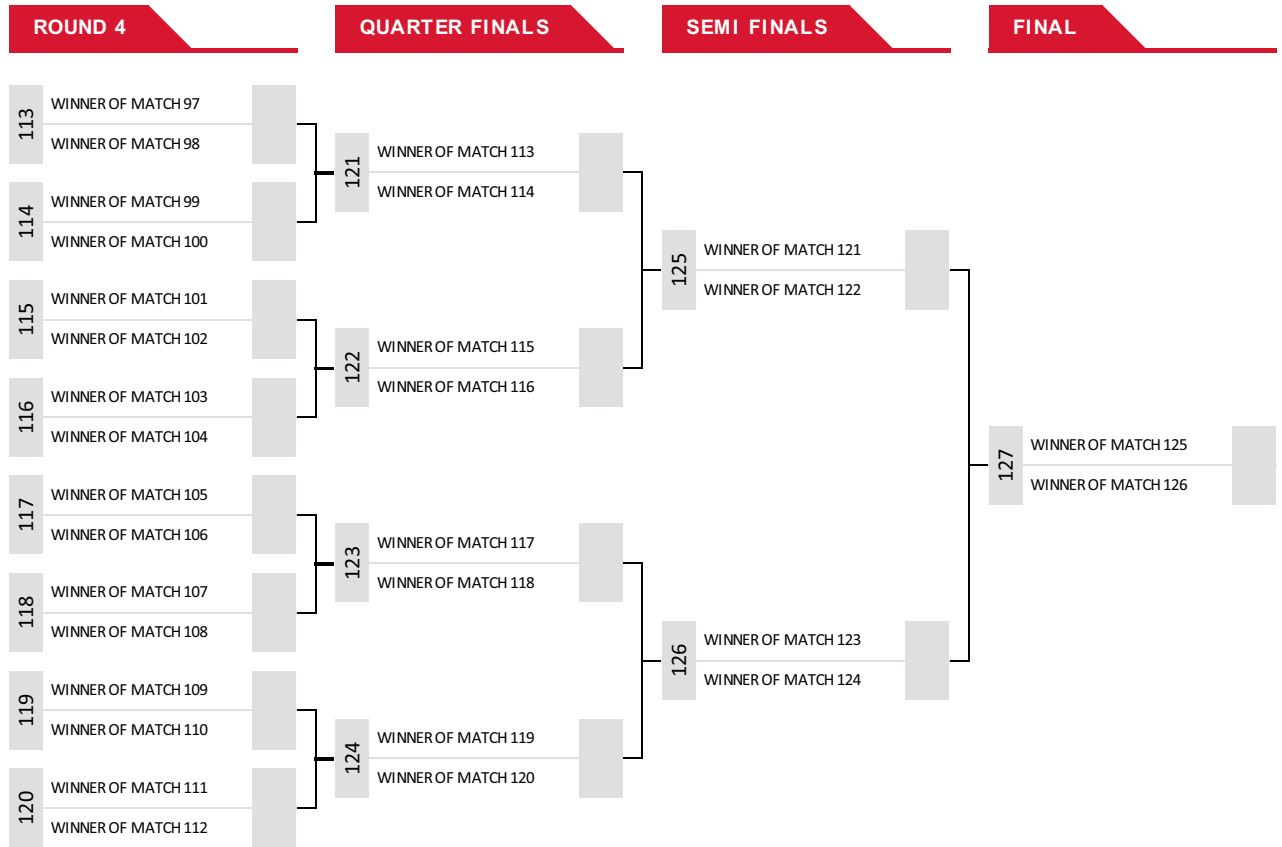 ROUND 4
QUARTER FINALS
SEMI FINALS
FINAL
113
WINNER OF MATCH 97
WINNER OF MATCH 98
114
WINNER OF MATCH 99
WINNER OF MATCH 100
115
WINNER OF MATCH 101
WINNER OF MATCH 102
116
WINNER OF MATCH 103
WINNER OF MATCH 104
117
WINNER OF MATCH 105
WINNER OF MATCH 106
118
WINNER OF MATCH 107
WINNER OF MATCH 108
119
WINNER OF MATCH 109
WINNER OF MATCH 110
120
WINNER OF MATCH 111
WINNER OF MATCH 112
121
WINNER OF MATCH 113
WINNER OF MATCH 114
122
WINNER OF MATCH 115
WINNER OF MATCH 116
123
WINNER OF MATCH 117
WINNER OF MATCH 118
124
WINNER OF MATCH 119
WINNER OF MATCH 120
125
WINNER OF MATCH 121
WINNER OF MATCH 122
126
WINNER OF MATCH 123
WINNER OF MATCH 124
127
WINNER OF MATCH 125
WINNER OF MATCH 126